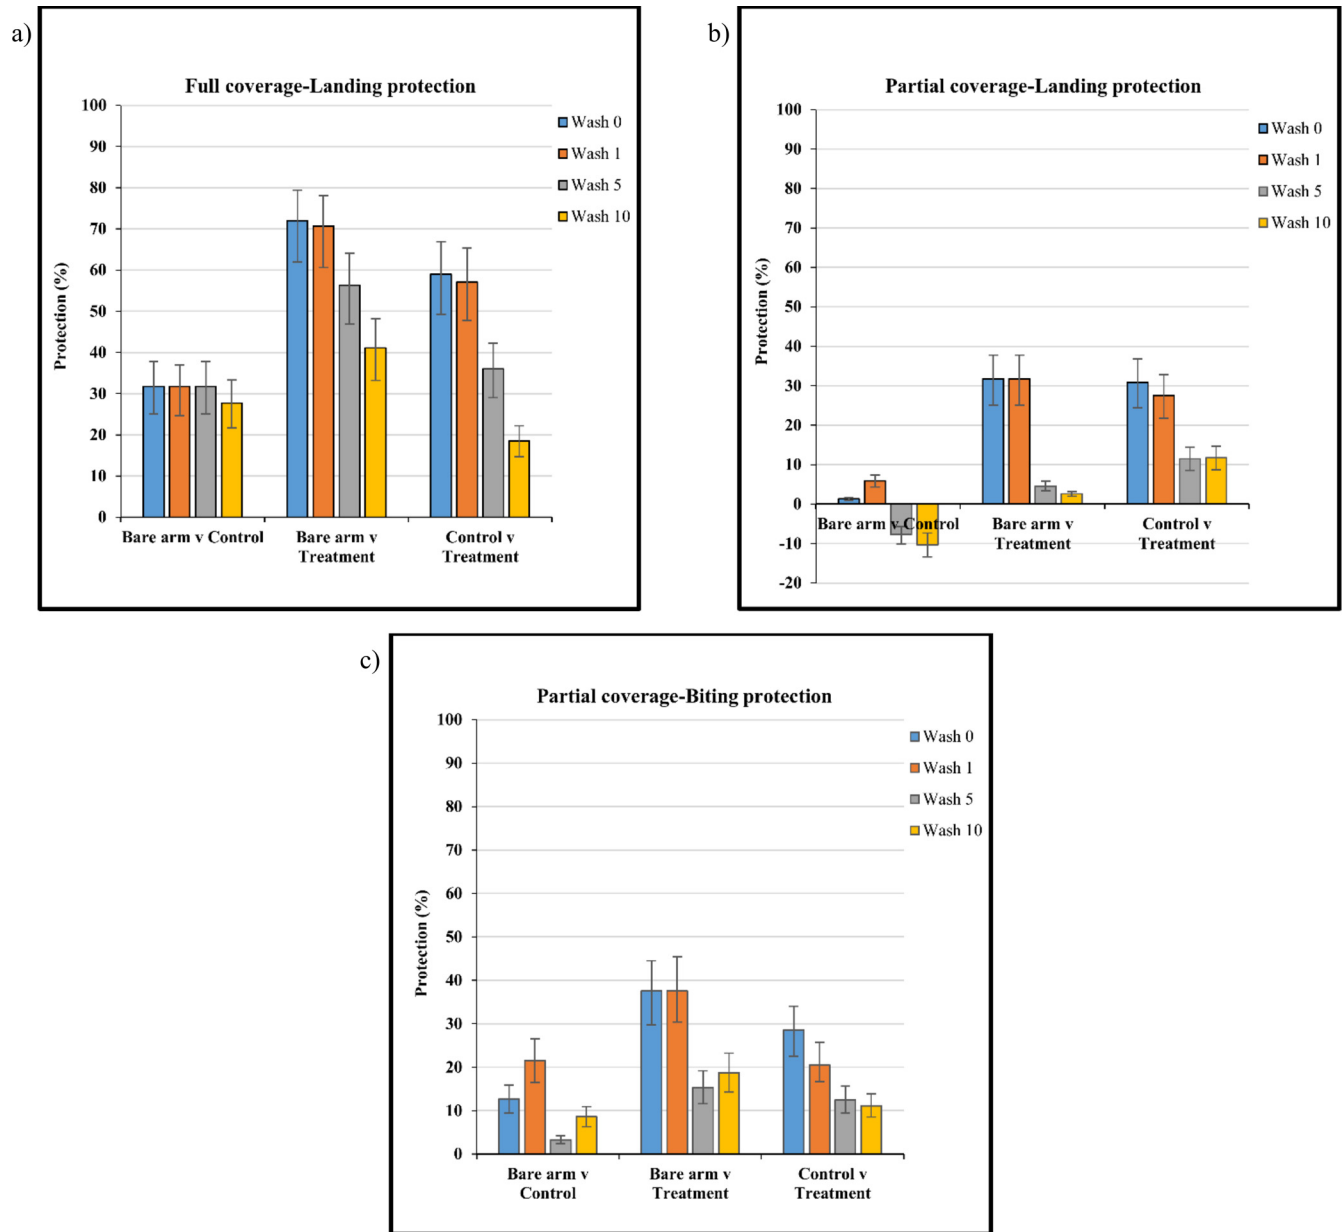 a)
Full coverage-Landing protection
Protection (%)
100
90
80
70
60
50
40
30
20
10
0
Bare arm v Control
Bare arm v
Treatment
Control v
Treatment
Wash 0
Wash 1
Wash 5
Wash 10
b)
Partial coverage-Landing protection
Protection (%)
100
90
80
70
60
50
40
30
20
10
0
-10
-20
Bare arm v Control
Bare arm v
Treatment
Control v
Treatment
Wash 0
Wash 1
Wash 5
Wash 10
c)
Partial coverage-Biting protection
Protection (%)
100
90
80
70
60
50
40
30
20
10
0
Bare arm v
Control
Bare arm v
Treatment
Control v
Treatment
Wash 0
Wash 1
Wash 5
Wash 10